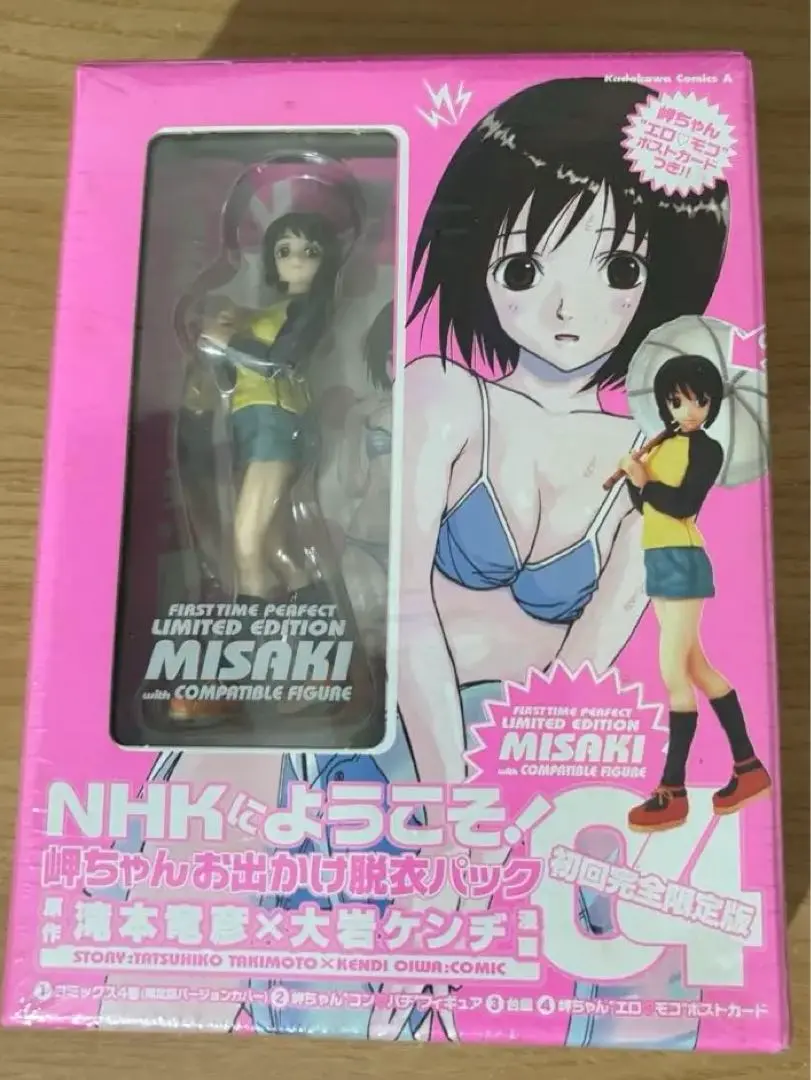 Kadokawa Comics A
岬ちゃん
"エロ♡モコ"
ポストカード
つき!!
FIRST TIME PERFECT
LIMITED EDITION
MISAKI
with COMPATIBLE FIGURE
FIRST TIME PERFECT
LIMITED EDITION
MISAKI
with COMPATIBLE FIGURE
NHKにようこそ!
岬ちゃんお出かけ脱衣パック
04
初回完全限定版
原作 滝本竜彦×大岩ケンヂ 漫画
STORY:TATSUHIKO TAKIMOTO×KENDI OIWA:COMIC
①コミックス4巻(限定版バージョンカバー)②岬ちゃん"コン♥パチ"フィギュア③台座④岬ちゃん"エロ♥モコ"ポストカード